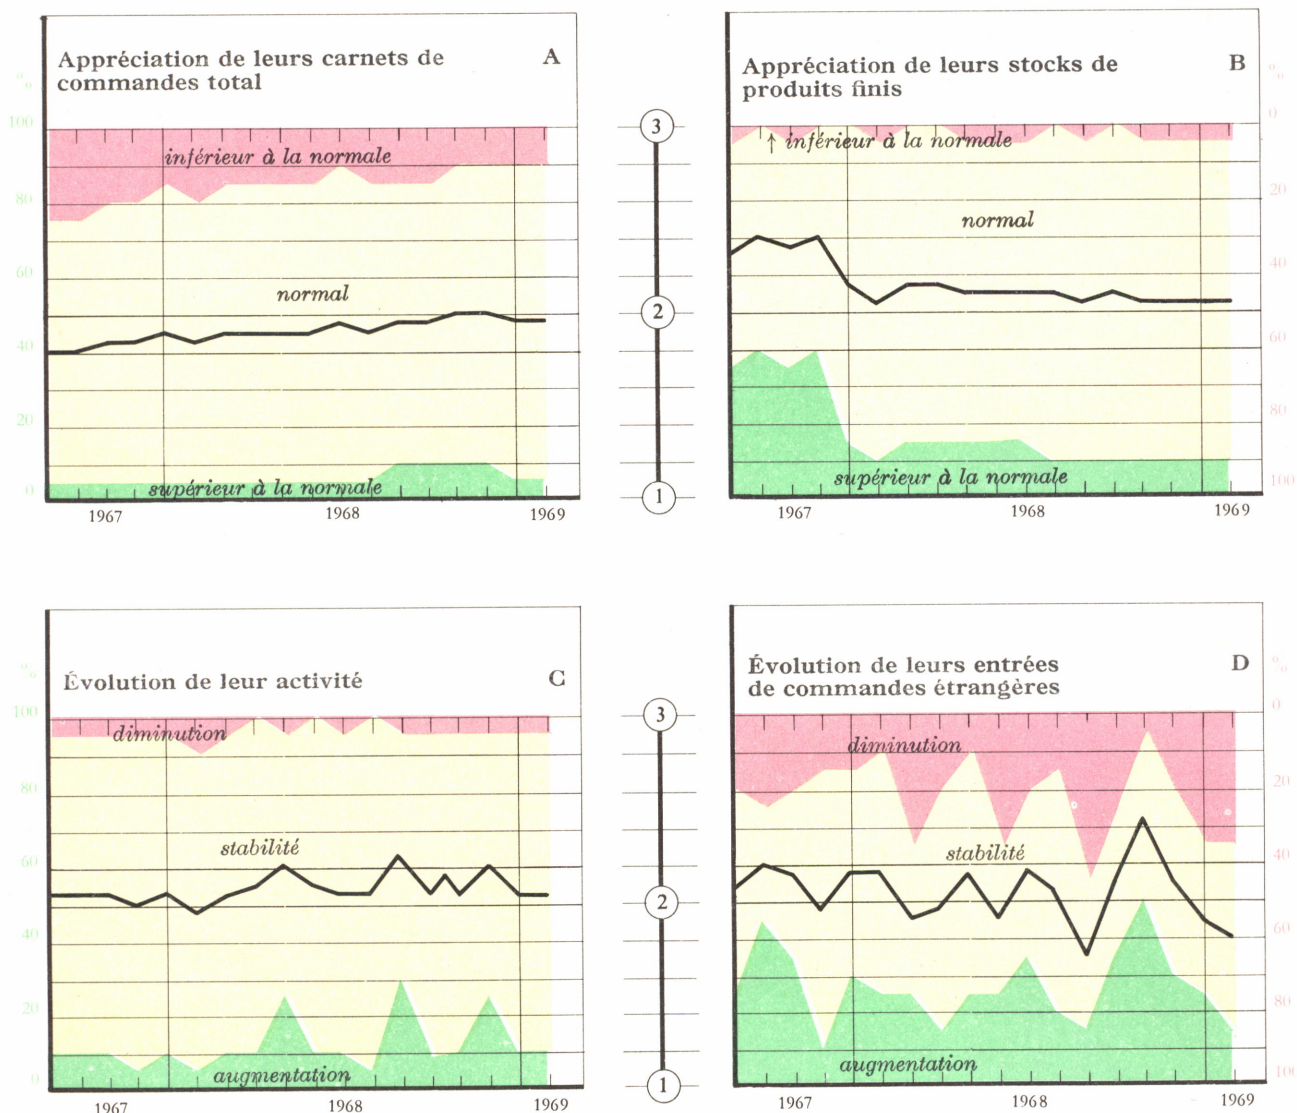 Appréciation de leurs carnets de
commandes total
A
%
100
80
60
40
20
0
inférieur à la normale
normal
supérieur à la normale
1967
1968
1969
3
2
1
Appréciation de leurs stocks de
produits finis
B
%
0
20
40
60
80
100
↑ inférieur à la normale
normal
supérieur à la normale
1967
1968
1969
Évolution de leur activité
C
%
100
80
60
40
20
0
diminution
stabilité
augmentation
1967
1968
1969
3
2
1
Évolution de leurs entrées
de commandes étrangères
D
%
0
20
40
60
80
100
diminution
stabilité
augmentation
1967
1968
1969